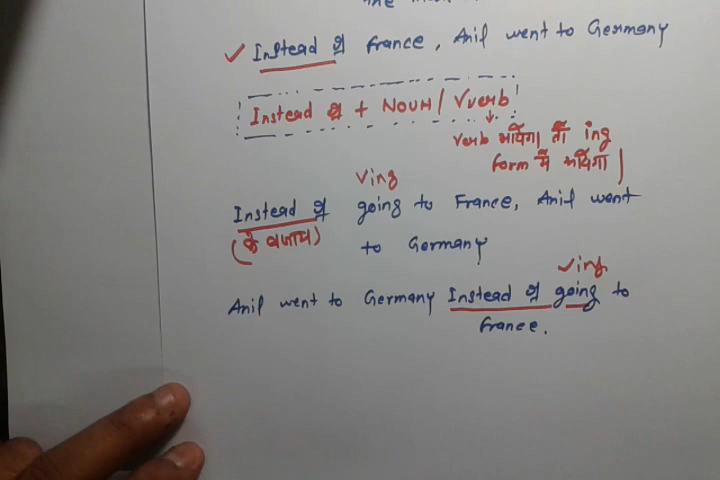 the
✓ Instead of France, Anil went to Germany
Instead of + NOUN / Vverb
↓
verb आयेगा तो ing
form में आयेगा |
Ving
Instead of going to France, Anil went
(के बजाय) to Germany
Ving
Anil went to Germany Instead of going to
France.